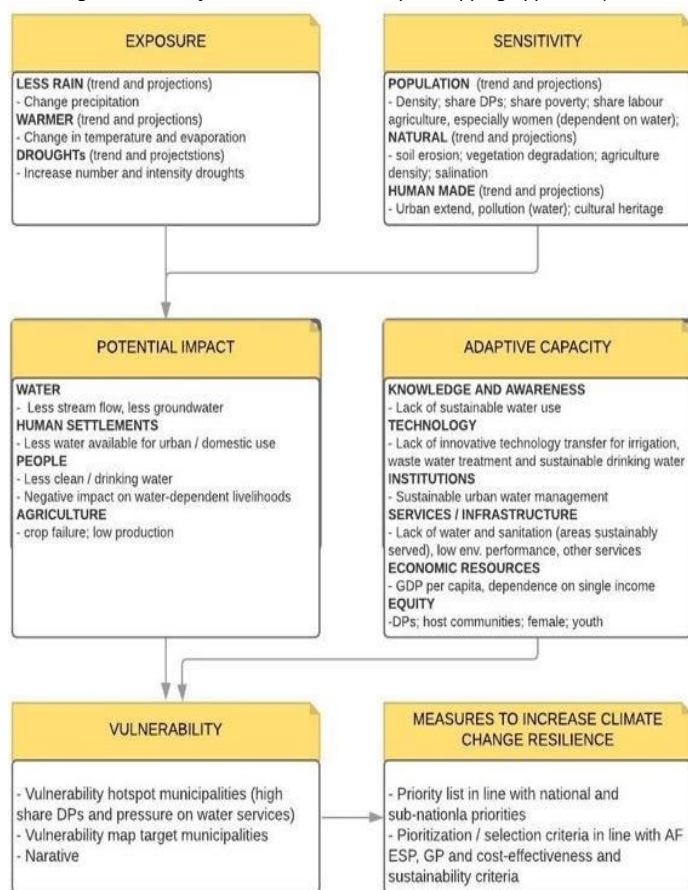 EXPOSURE
LESS RAIN (trend and projections)
- Change precipitation
WARMER (trend and projections)
- Change in temperature and evaporation
DROUGHTs (trend and projectstions)
- Increase number and intensity droughts
SENSITIVITY
POPULATION (trend and projections)
- Density; share DPs; share poverty; share labour
agriculture, especially women (dependent on water);
NATURAL (trend and projections)
- soil erosion; vegetation degradation; agriculture
density; salination
HUMAN MADE (trend and projections)
- Urban extend, pollution (water); cultural heritage
POTENTIAL IMPACT
WATER
- Less stream flow, less groundwater
HUMAN SETTLEMENTS
- Less water available for urban / domestic use
PEOPLE
- Less clean / drinking water
- Negative impact on water-dependent livelihoods
AGRICULTURE
- crop failure; low production
ADAPTIVE CAPACITY
KNOWLEDGE AND AWARENESS
- Lack of sustainable water use
TECHNOLOGY
- Lack of innovative technology transfer for irrigation,
waste water treatment and sustainable drinking water
INSTITUTIONS
- Sustainable urban water management
SERVICES / INFRASTRUCTURE
- Lack of water and sanitation (areas sustainably
served), low env. performance, other services
ECONOMIC RESOURCES
- GDP per capita, dependence on single income
EQUITY
-DPs; host communities; female; youth
VULNERABILITY
- Vulnerability hotspot municipalities (high
share DPs and pressure on water services)
- Vulnerability map target municipalities
- Narative
MEASURES TO INCREASE CLIMATE
CHANGE RESILIENCE
- Priority list in line with national and
sub-nationla priorities
- Pioritization / selection criteria in line with AF
ESP, GP and cost-effectiveness and
sustainability criteria